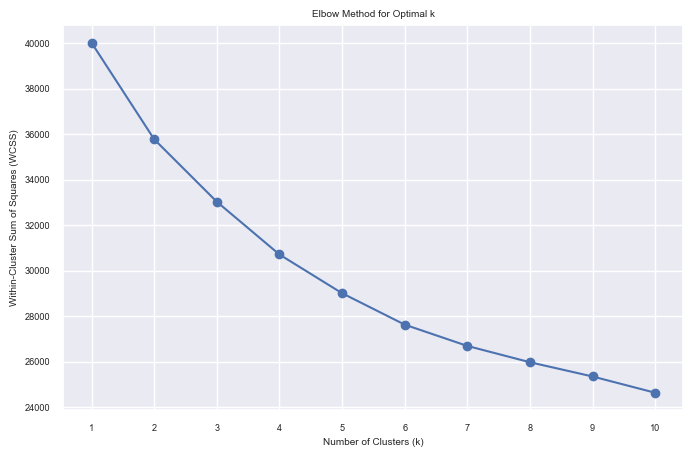 Elbow Method for Optimal k
Within-Cluster Sum of Squares (WCSS)
40000
38000
36000
34000
32000
30000
28000
26000
24000
1 2 3 4 5 6 7 8 9 10
Number of Clusters (k)